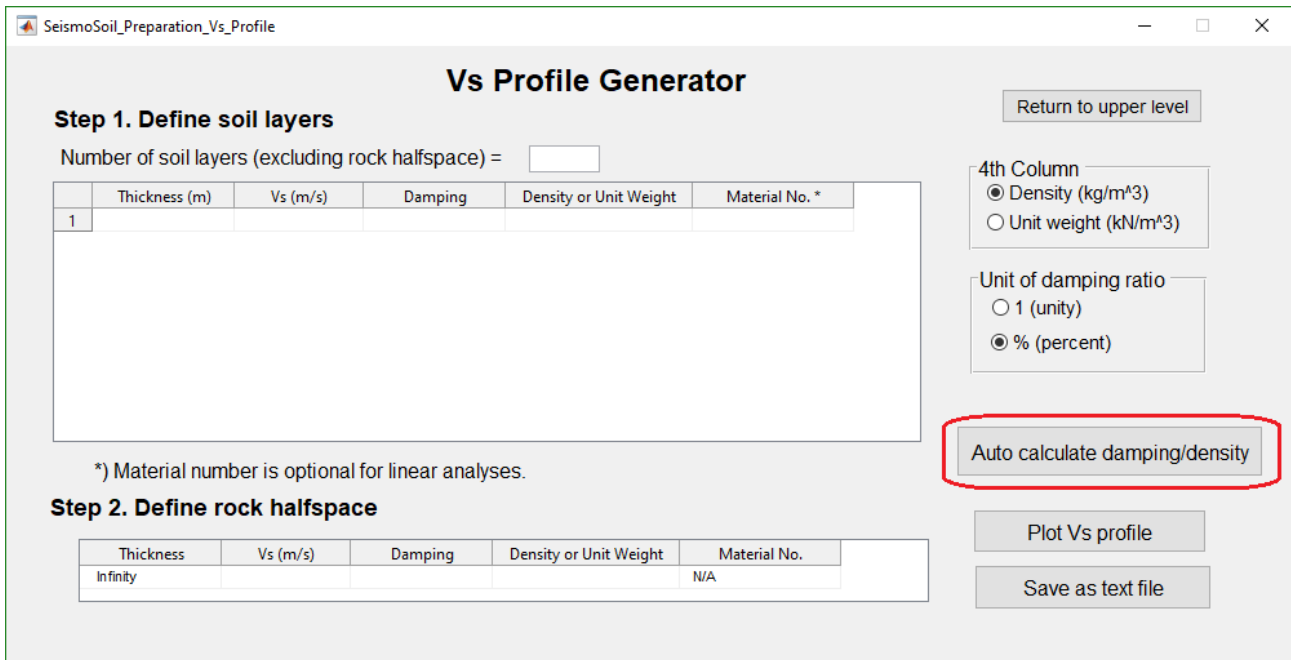 SeismoSoil_Preparation_Vs_Profile
Vs Profile Generator
Return to upper level
Step 1. Define soil layers
Number of soil layers (excluding rock halfspace) =
Thickness (m) Vs (m/s) Damping Density or Unit Weight Material No. *
1
4th Column
Density (kg/m^3)
Unit weight (kN/m^3)
Unit of damping ratio
1 (unity)
% (percent)
Auto calculate damping/density
*) Material number is optional for linear analyses.
Step 2. Define rock halfspace
Thickness Vs (m/s) Damping Density or Unit Weight Material No.
Infinity N/A
Plot Vs profile
Save as text file